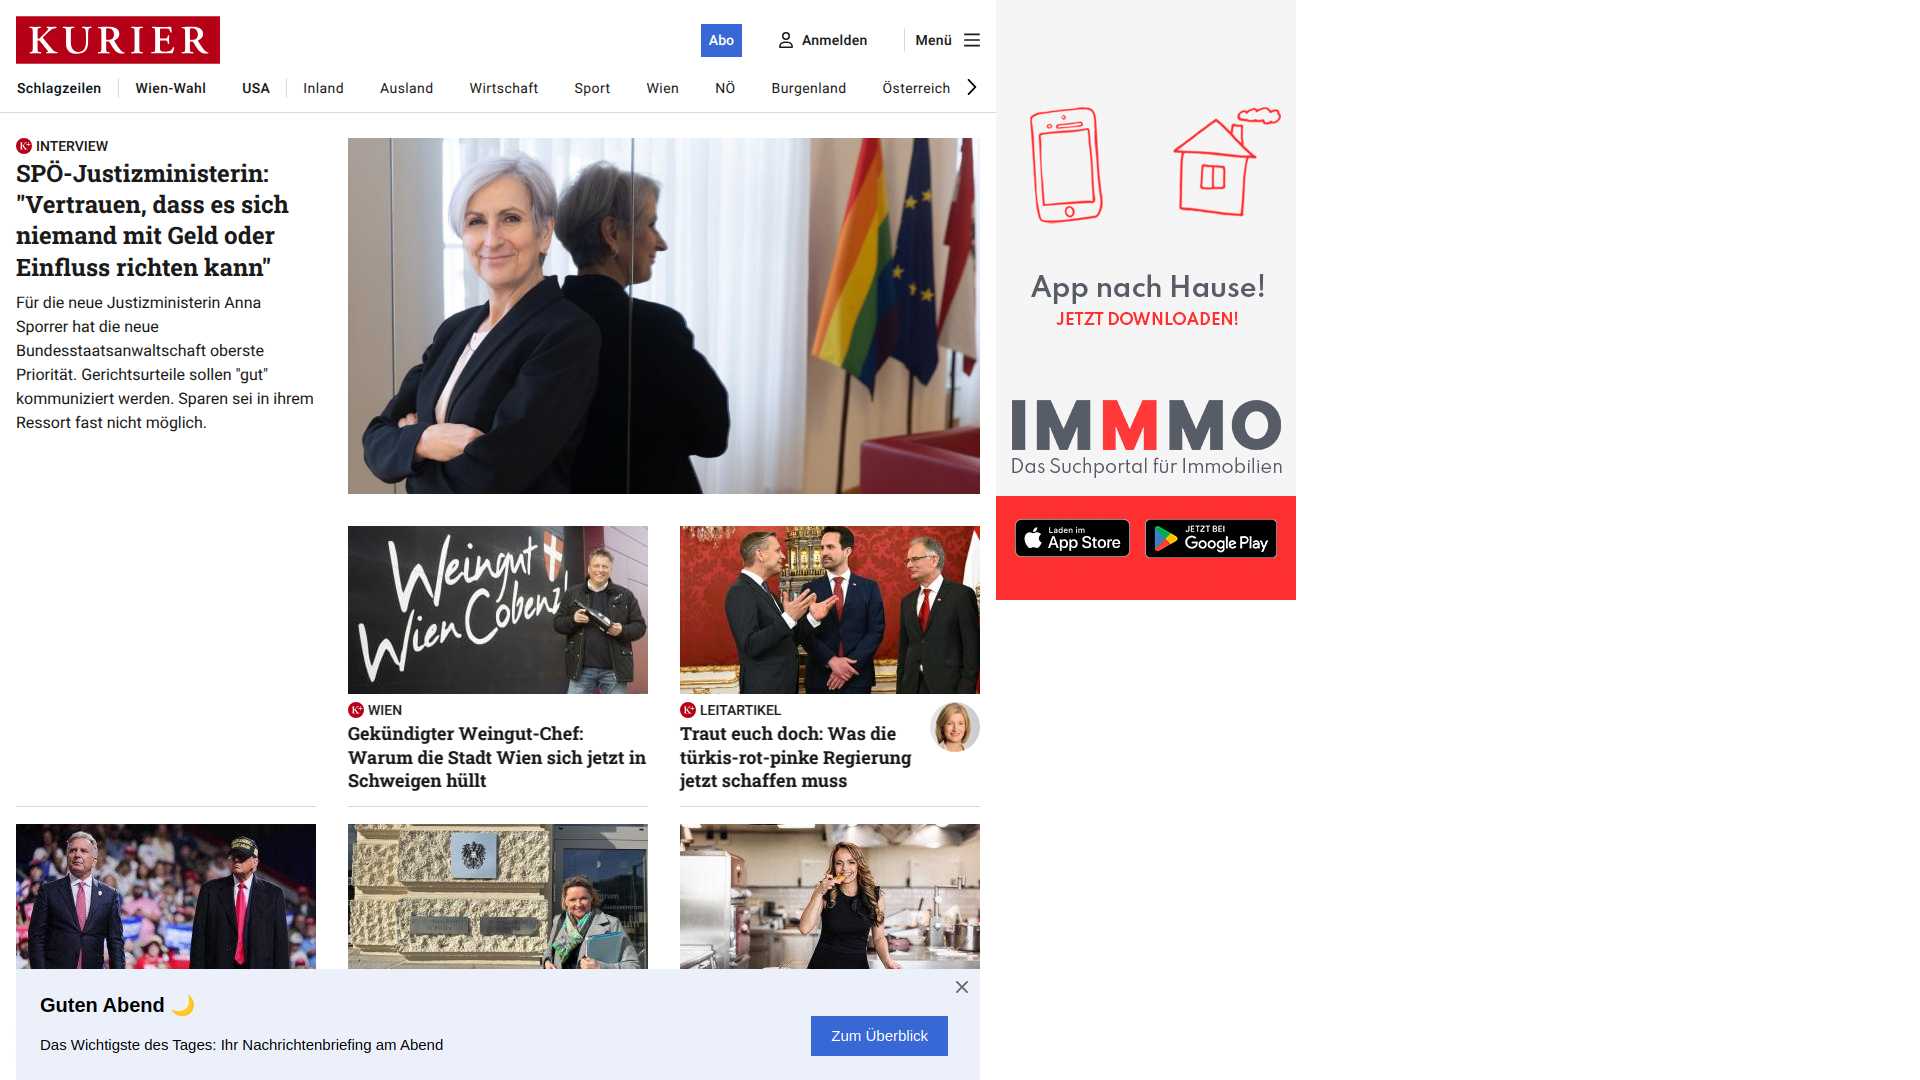 KURIER
Abo
Anmelden
Menü
Schlagzeilen
Wien-Wahl
USA
Inland
Ausland
Wirtschaft
Sport
Wien
NÖ
Burgenland
Österreich
K+ INTERVIEW
SPÖ-Justizministerin:
"Vertrauen, dass es sich
niemand mit Geld oder
Einfluss richten kann"
Für die neue Justizministerin Anna
Sporrer hat die neue
Bundesstaatsanwaltschaft oberste
Priorität. Gerichtsurteile sollen "gut"
kommuniziert werden. Sparen sei in ihrem
Ressort fast nicht möglich.
Weingut
Wien Cobenzl
K+ WIEN
Gekündigter Weingut-Chef:
Warum die Stadt Wien sich jetzt in
Schweigen hüllt
K+ LEITARTIKEL
Traut euch doch: Was die
türkis-rot-pinke Regierung
jetzt schaffen muss
Guten Abend 🌙
Das Wichtigste des Tages: Ihr Nachrichtenbriefing am Abend
Zum Überblick
App nach Hause!
JETZT DOWNLOADEN!
IMMMO
Das Suchportal für Immobilien
Laden im
App Store
JETZT BEI
Google Play